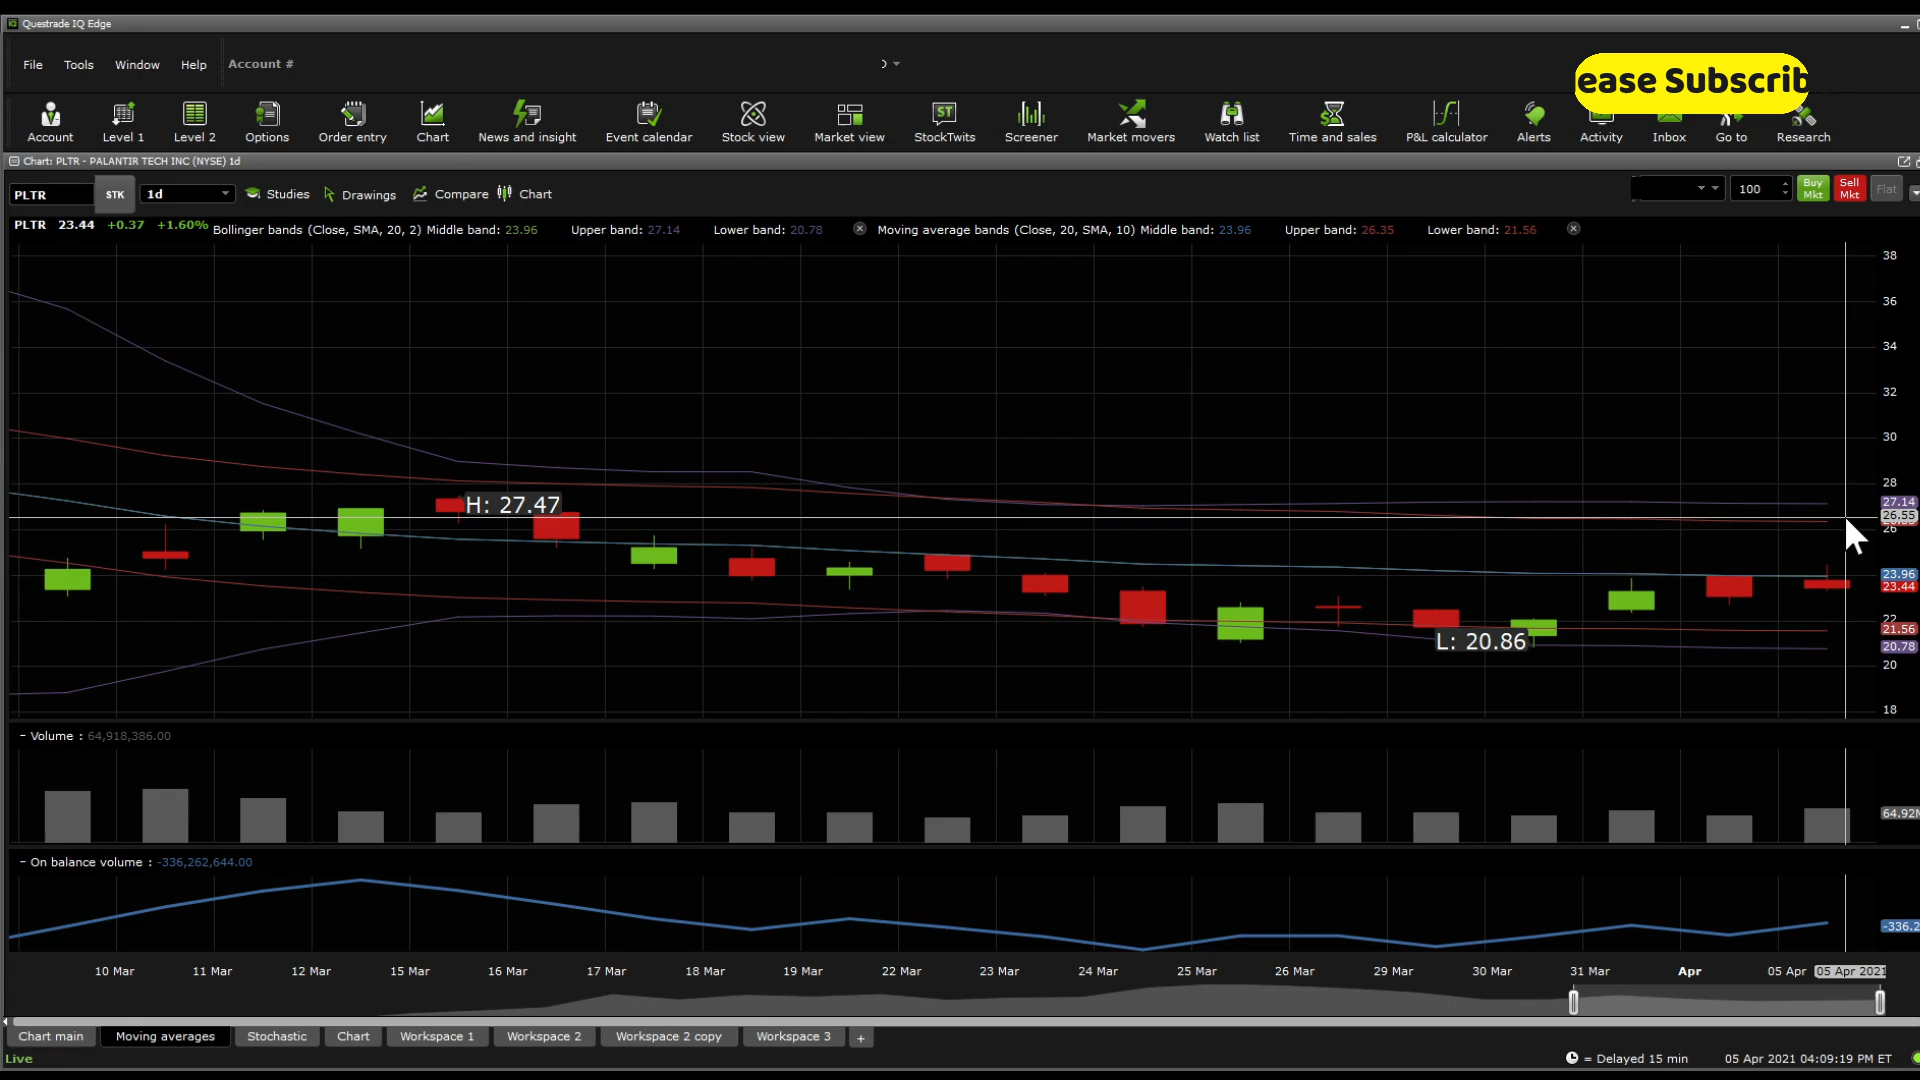 Questrade IQ Edge
File Tools Window Help Account #
ease Subscrib
Account Level 1 Level 2 Options Order entry Chart News and insight Event calendar Stock view Market view StockTwits Screener Market movers Watch list Time and sales P&L calculator Alerts Activity Inbox Go to Research
Chart: PLTR - PALANTIR TECH INC (NYSE) 1d
PLTR STK 1d Studies Drawings Compare Chart 100 Buy Mkt Sell Mkt Flat
PLTR 23.44 +0.37 +1.60% Bollinger bands (Close, SMA, 20, 2) Middle band: 23.96 Upper band: 27.14 Lower band: 20.78 Moving average bands (Close, 20, SMA, 10) Middle band: 23.96 Upper band: 26.35 Lower band: 21.56
38
36
34
32
30
28
27.14
H: 27.47
26.55
26
23.96
23.44
22
21.56
L: 20.86
20.78
20
18
- Volume : 64,918,386.00
64.92M
- On balance volume : -336,262,644.00
-336.2
10 Mar 11 Mar 12 Mar 15 Mar 16 Mar 17 Mar 18 Mar 19 Mar 22 Mar 23 Mar 24 Mar 25 Mar 26 Mar 29 Mar 30 Mar 31 Mar Apr 05 Apr 05 Apr 2021
Chart main Moving averages Stochastic Chart Workspace 1 Workspace 2 Workspace 2 copy Workspace 3 +
Live
= Delayed 15 min 05 Apr 2021 04:09:19 PM ET